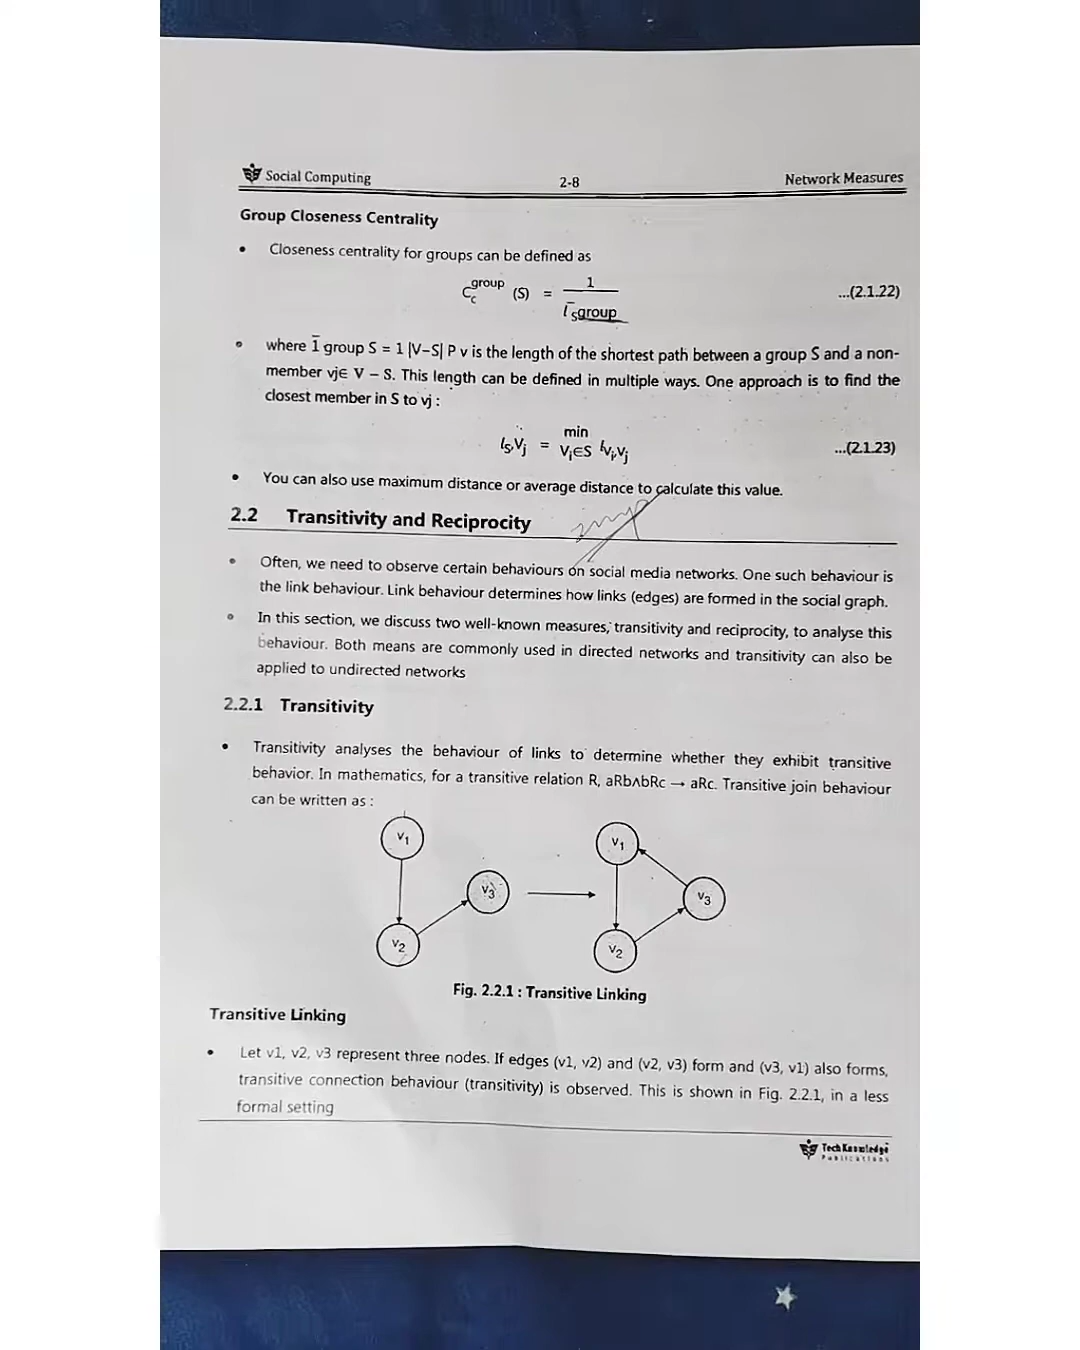 Social Computing 2-8 Network Measures
Group Closeness Centrality
• Closeness centrality for groups can be defined as
C_c^group (S) = 1 / l̄_S group ...(2.1.22)
• where l̄ group S = 1 |V–S| P v is the length of the shortest path between a group S and a non-
member vj∈ V – S. This length can be defined in multiple ways. One approach is to find the
closest member in S to vj :
l_S,V_j = min V_i∈S l_V_i,V_j ...(2.1.23)
• You can also use maximum distance or average distance to calculate this value.
2.2 Transitivity and Reciprocity
• Often, we need to observe certain behaviours on social media networks. One such behaviour is
the link behaviour. Link behaviour determines how links (edges) are formed in the social graph.
• In this section, we discuss two well-known measures, transitivity and reciprocity, to analyse this
behaviour. Both means are commonly used in directed networks and transitivity can also be
applied to undirected networks
2.2.1 Transitivity
• Transitivity analyses the behaviour of links to determine whether they exhibit transitive
behavior. In mathematics, for a transitive relation R, aRb∧bRc → aRc. Transitive join behaviour
can be written as :
V1 V1
V3 V3
V2 V2
Fig. 2.2.1 : Transitive Linking
Transitive Linking
• Let v1, v2, v3 represent three nodes. If edges (v1, v2) and (v2, v3) form and (v3, v1) also forms,
transitive connection behaviour (transitivity) is observed. This is shown in Fig. 2.2.1, in a less
formal setting
TechKnowledge
Publications